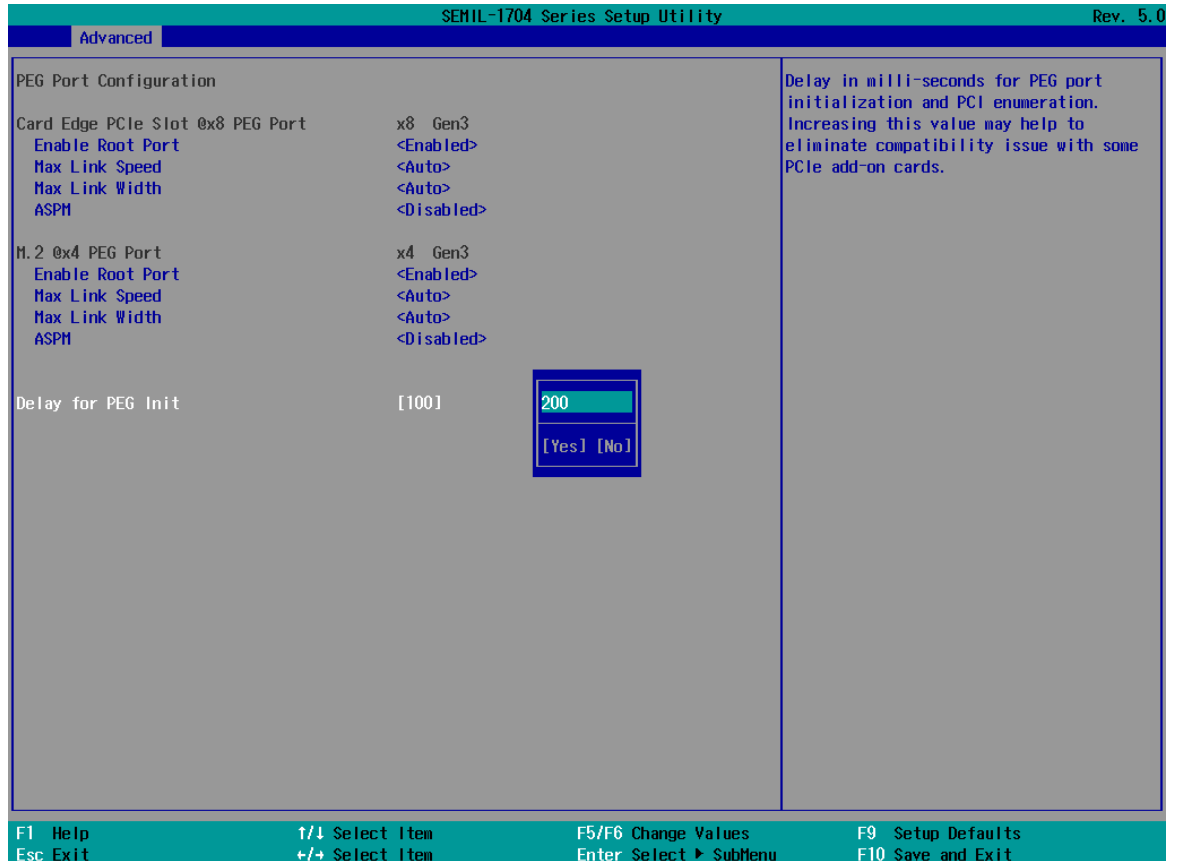 SEMIL-1704 Series Setup Utility Rev. 5.0
Advanced
PEG Port Configuration
Card Edge PCIe Slot 0x8 PEG Port x8 Gen3
Enable Root Port <Enabled>
Max Link Speed <Auto>
Max Link Width <Auto>
ASPM <Disabled>
M.2 0x4 PEG Port x4 Gen3
Enable Root Port <Enabled>
Max Link Speed <Auto>
Max Link Width <Auto>
ASPM <Disabled>
Delay for PEG Init [100]
200
[Yes] [No]
Delay in milli-seconds for PEG port
initialization and PCI enumeration.
Increasing this value may help to
eliminate compatibility issue with some
PCIe add-on cards.
F1 Help ↑/↓ Select Item F5/F6 Change Values F9 Setup Defaults
Esc Exit ←/→ Select Item Enter Select ▶ SubMenu F10 Save and Exit